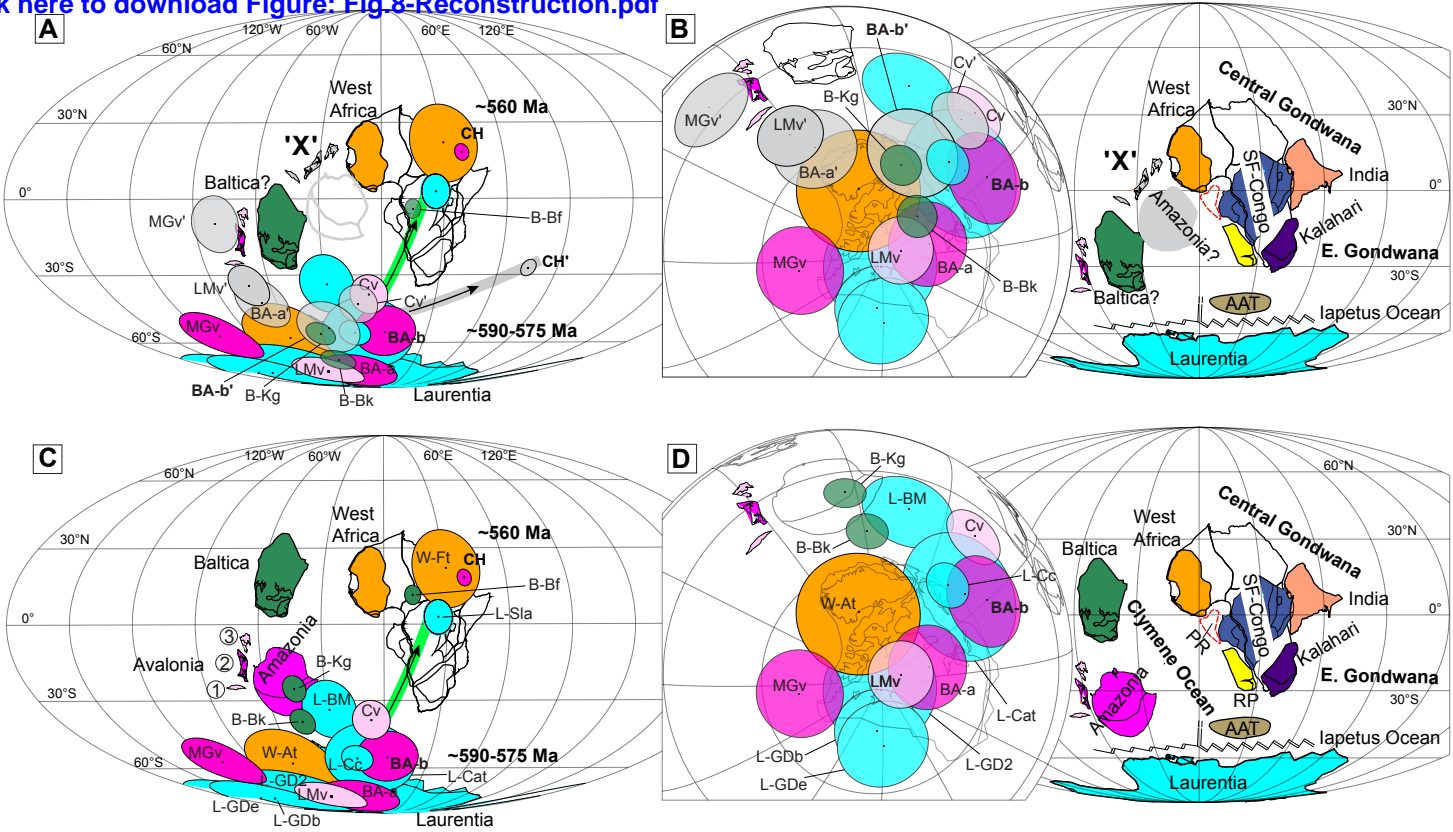 k here to download Figure: Fig.8-Reconstruction.pdf
A
120°W
60°W
60°E
120°E
60°N
West
Africa
~560 Ma
CH
30°N
'X'
Baltica?
0°
MGv'
B-Bf
30°S
LMv'
CH'
Cv
Cv'
BA-a'
~590-575 Ma
MGv
BA-b
60°S
LMv
BA-a
BA-b'
B-Kg
B-Bk
Laurentia
B
BA-b'
Cv'
B-Kg
MGv'
LMv'
Cv
BA-a'
BA-b
MGv
LMv
BA-a
B-Bk
West
Africa
Central Gondwana
'X'
SF-Congo
India
0°
Amazonia?
Kalahari
E. Gondwana
30°S
Baltica?
AAT
Iapetus Ocean
Laurentia
C
120°W
60°W
60°E
120°E
60°N
West
Africa
~560 Ma
W-Ft
CH
30°N
Baltica
B-Bf
L-Sla
0°
3
Avalonia
2
Amazonia
1
B-Kg
30°S
L-BM
Cv
B-Bk
MGv
W-At
~590-575 Ma
L-Cc
BA-b
60°S
L-Cat
-GD2
LMv
BA-a
L-GDe
L-GDb
Laurentia
D
B-Kg
L-BM
B-Bk
Cv
L-Cc
W-At
BA-b
MGv
LMv
BA-a
L-Cat
L-GDb
L-GD2
L-GDe
60°N
West
Africa
Central Gondwana
30°N
Baltica
SF-Congo
India
0°
Clymene Ocean
PR
Kalahari
E. Gondwana
Amazonia
RP
30°S
AAT
Iapetus Ocean
Laurentia